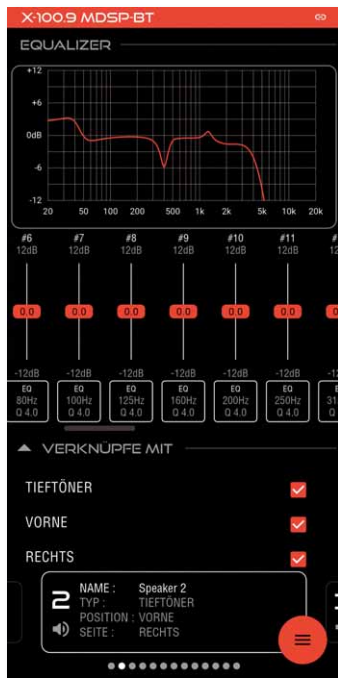 X-100.9 MDSP-BT
EQUALIZER
+12
+6
0dB
-6
-12
20 50 100 200 500 1k 2k 5k 10k 20k
#6 #7 #8 #9 #10 #11 #
12dB 12dB 12dB 12dB 12dB 12dB 12
0.0 0.0 0.0 0.0 0.0 0.0 0
-12dB -12dB -12dB -12dB -12dB -12dB -12
EQ EQ EQ EQ EQ EQ
80Hz 100Hz 125Hz 160Hz 200Hz 250Hz 31
Q 4.0 Q 4.0 Q 4.0 Q 4.0 Q 4.0 Q 4.0 Q
VERKNÜPFE MIT
TIEFTÖNER
VORNE
RECHTS
2
NAME : Speaker 2
TYP : TIEFTÖNER
POSITION : VORNE
SEITE : RECHTS